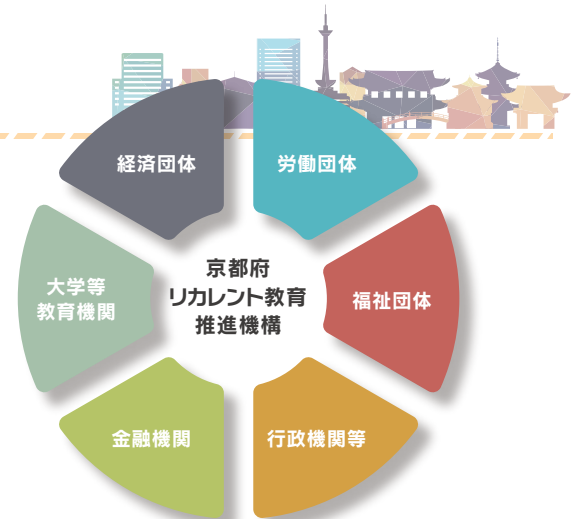 経済団体
労働団体
大学等
教育機関
京都府
リカレント教育
推進機構
福祉団体
金融機関
行政機関等